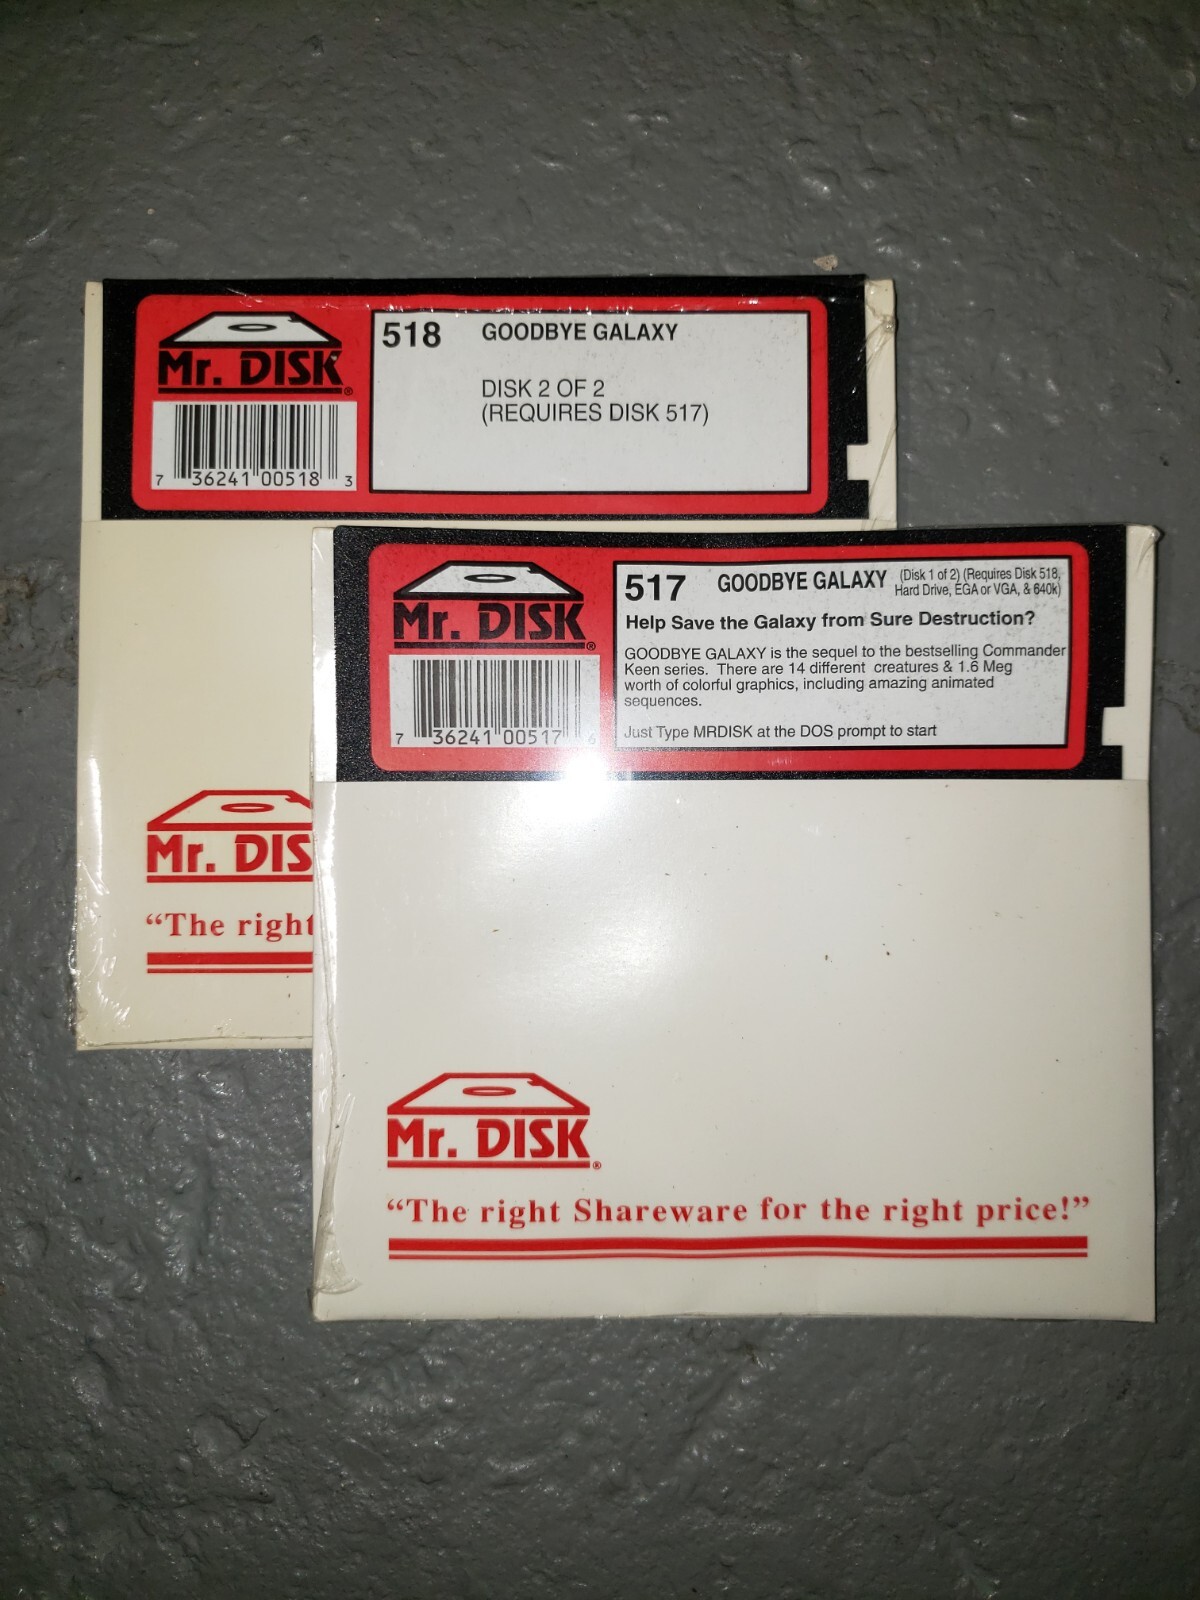 Mr. DISK®
7 36241 00518 3
518 GOODBYE GALAXY
DISK 2 OF 2
(REQUIRES DISK 517)
Mr. DIS
“The right
Mr. DISK®
7 36241 00517 6
517 GOODBYE GALAXY (Disk 1 of 2) (Requires Disk 518,
Hard Drive, EGA or VGA, & 640k)
Help Save the Galaxy from Sure Destruction?
GOODBYE GALAXY is the sequel to the bestselling Commander
Keen series. There are 14 different creatures & 1.6 Meg
worth of colorful graphics, including amazing animated
sequences.
Just Type MRDISK at the DOS prompt to start
Mr. DISK®
“The right Shareware for the right price!”